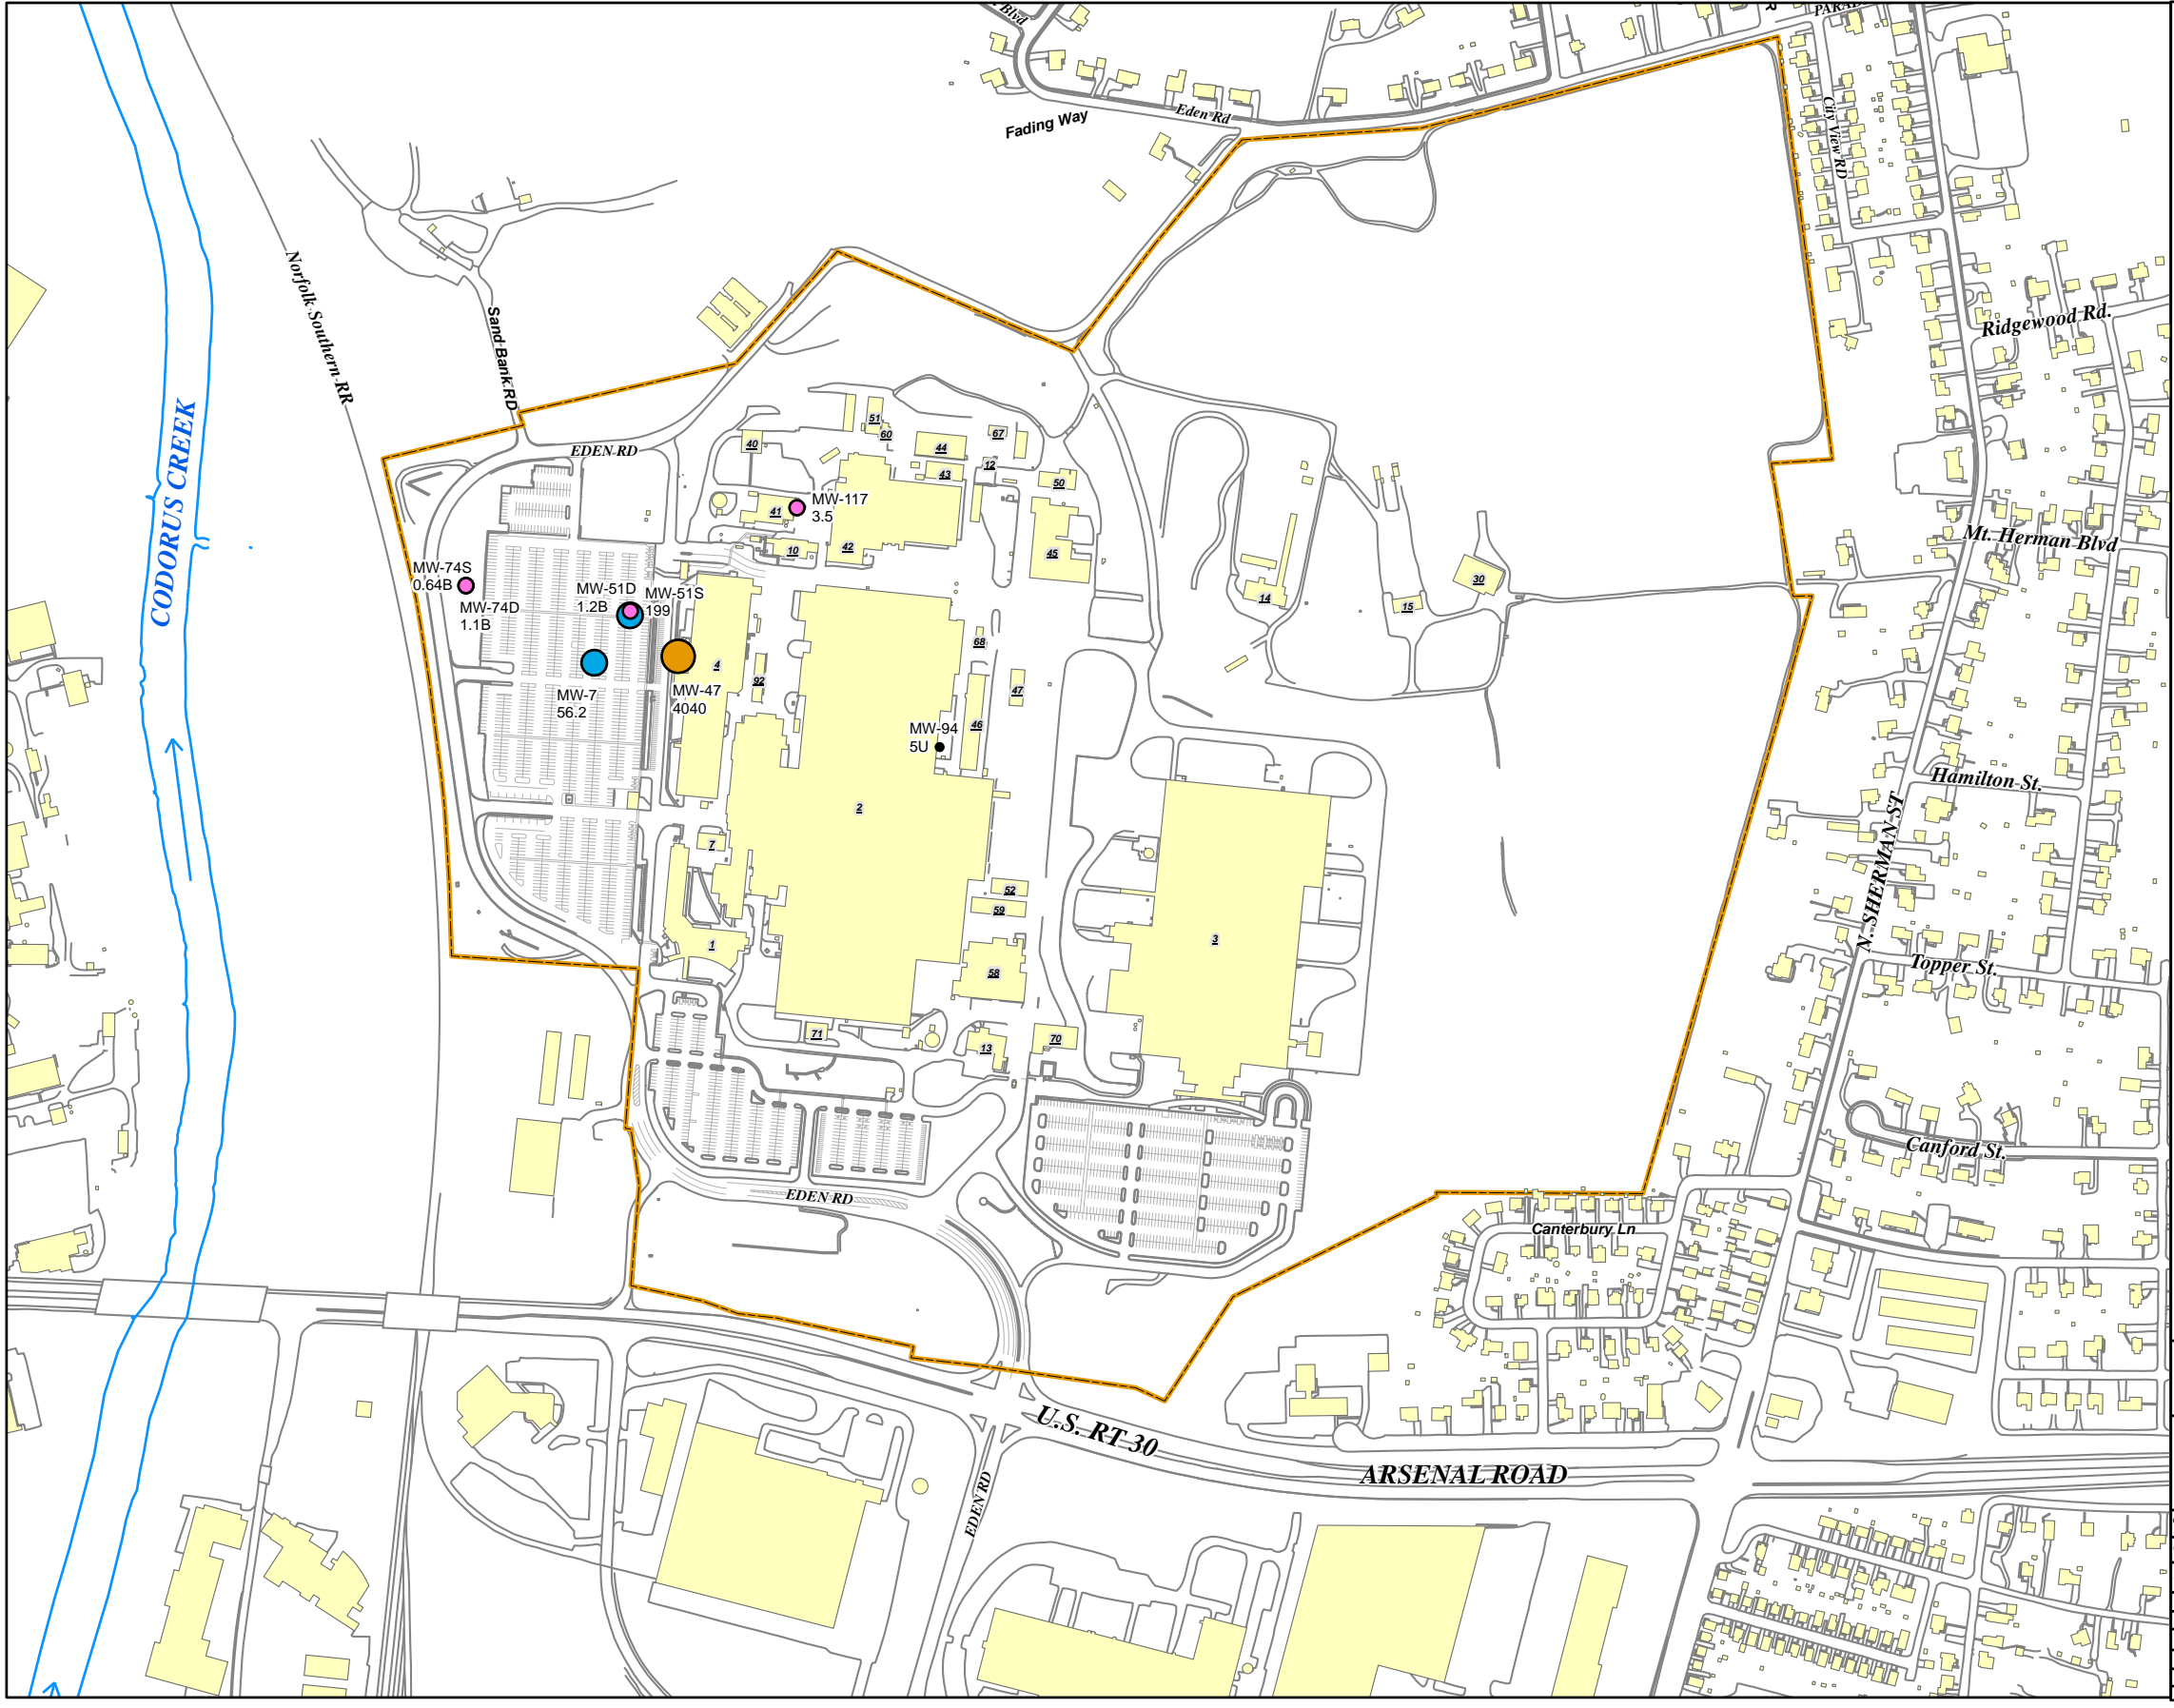 Blvd
Eden Rd
Fading Way
City View RD
Ridgewood Rd.
Norfolk Southern RR
Sand Bank RD
EDEN RD
CODORUS CREEK
51
60
40
44
67
43
12
50
41
MW-117
3.5
10
42
45
Mt. Herman Blvd
MW-74S
0.64B
MW-74D
1.1B
MW-51D
1.2B
MW-51S
199
30
14
15
68
4
92
47
MW-7
56.2
MW-47
4040
46
MW-94
5U
Hamilton St.
2
7
N. SHERMAN ST
52
59
1
3
58
Topper St.
71
13
70
Canford St.
EDEN RD
Canterbury Ln
U.S. RT 30
ARSENAL ROAD
EDEN RD